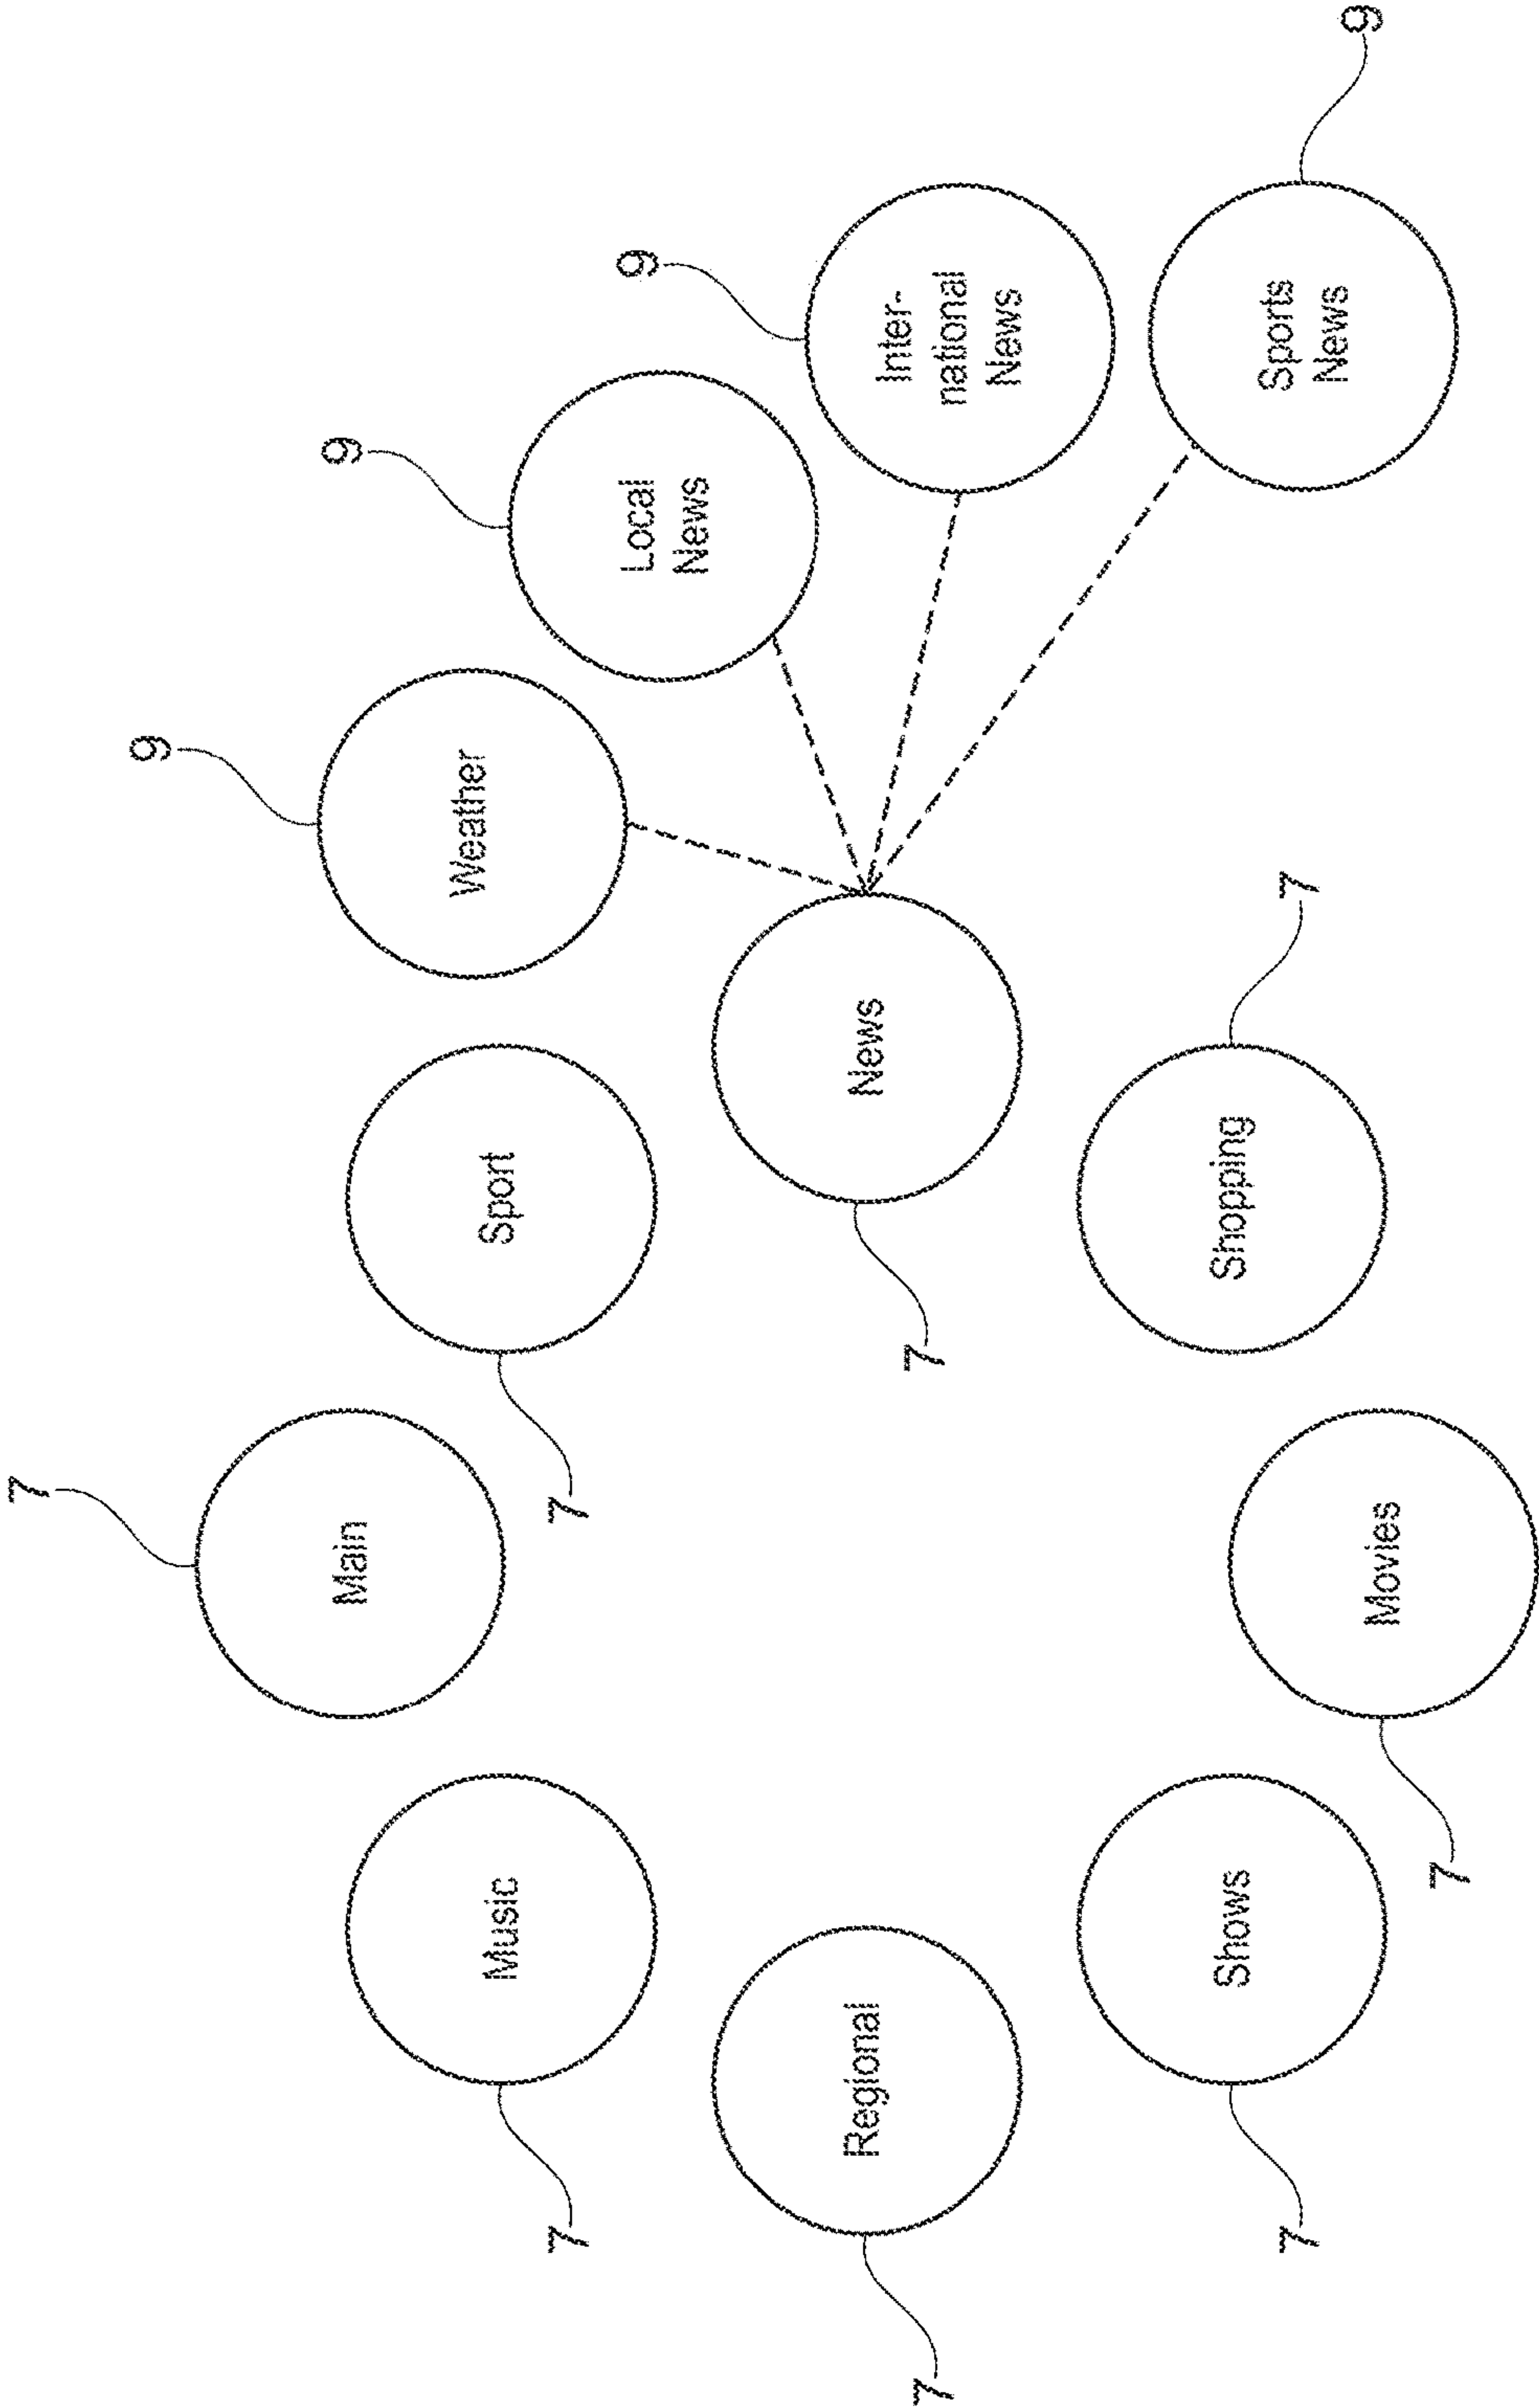 7
9
9
Main
Weather
Music
Sport
7
7
9
Local
News
Regional
News
Inter-
national
News
7
7
Shows
Shopping
Sports
News
7
7
9
Movies
7